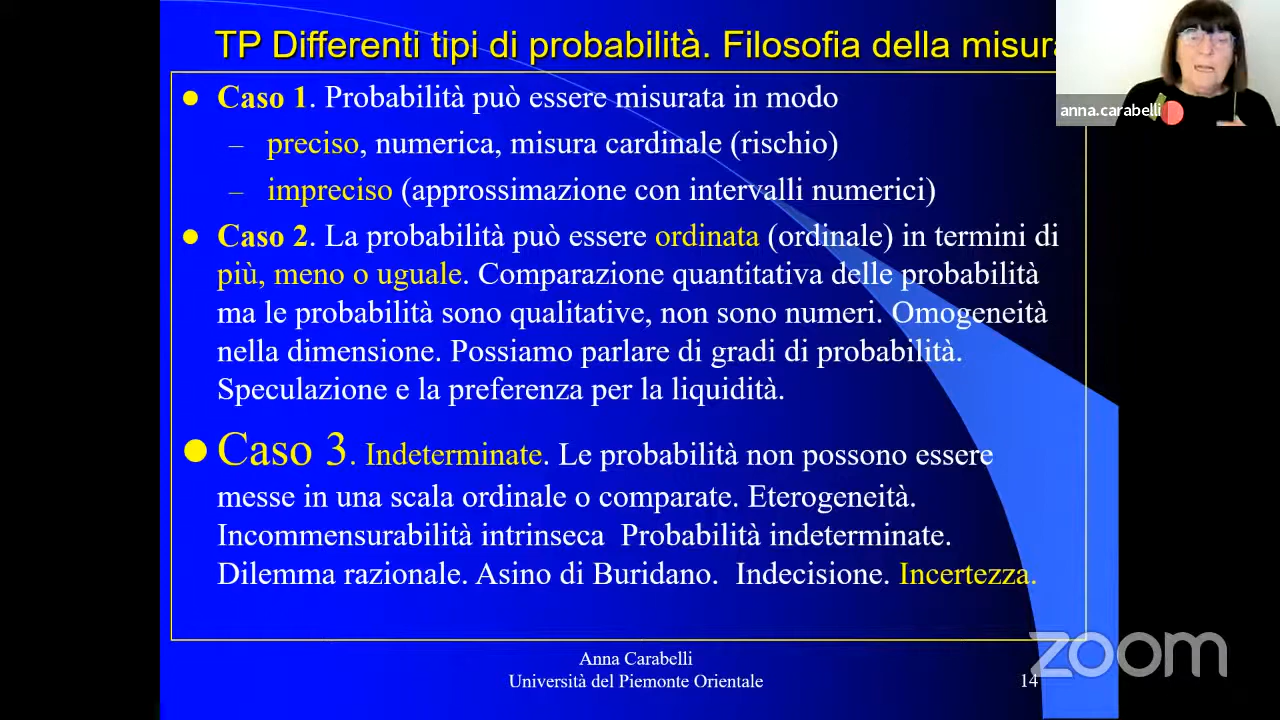 TP Differenti tipi di probabilità. Filosofia della misura
anna.carabelli
Caso 1. Probabilità può essere misurata in modo
– preciso, numerica, misura cardinale (rischio)
– impreciso (approssimazione con intervalli numerici)
Caso 2. La probabilità può essere ordinata (ordinale) in termini di
più, meno o uguale. Comparazione quantitativa delle probabilità
ma le probabilità sono qualitative, non sono numeri. Omogeneità
nella dimensione. Possiamo parlare di gradi di probabilità.
Speculazione e la preferenza per la liquidità.
Caso 3. Indeterminate. Le probabilità non possono essere
messe in una scala ordinale o comparate. Eterogeneità.
Incommensurabilità intrinseca Probabilità indeterminate.
Dilemma razionale. Asino di Buridano. Indecisione. Incertezza.
Anna Carabelli
Università del Piemonte Orientale
14
zoom